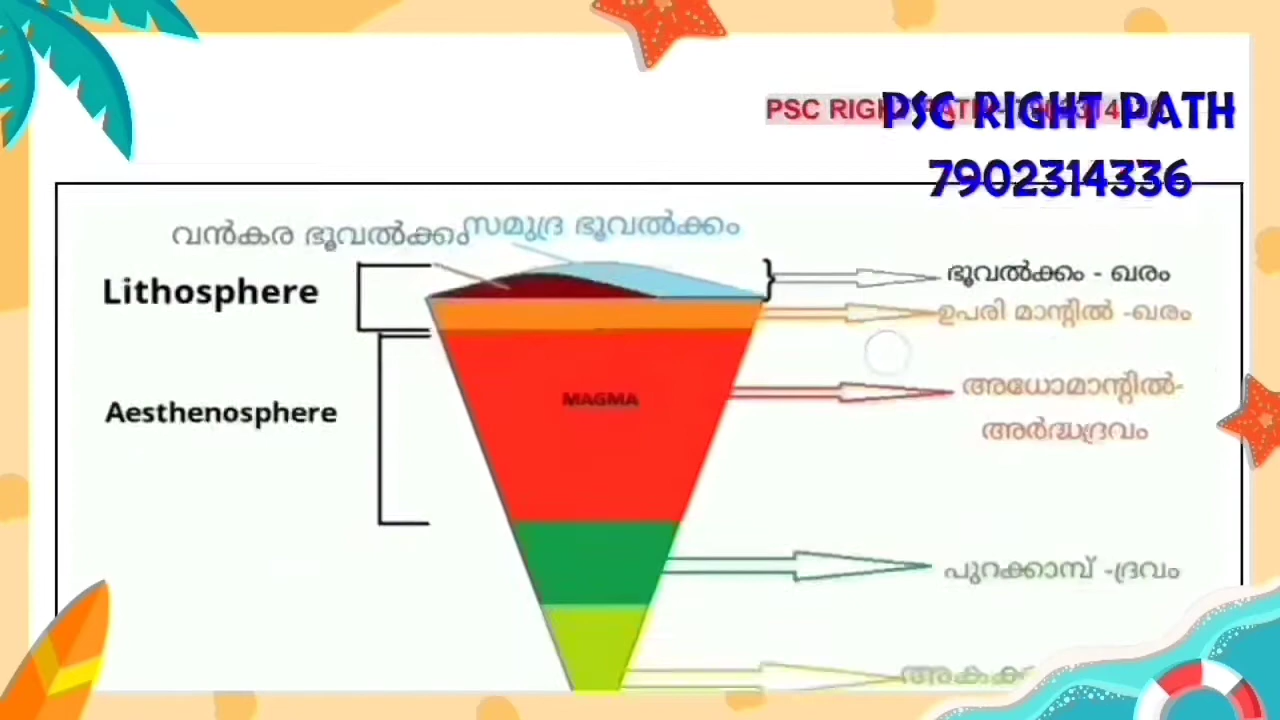 PSC RIGHT PATH
7902314336
വൻകര ഭൂവൽക്കം
സമുദ്ര ഭൂവൽക്കം
Lithosphere
ഭൂവൽക്കം - ഖരം
ഉപരി മാന്റിൽ -ഖരം
Aesthenosphere
MAGMA
അധോമാന്റിൽ-
അർദ്ധദ്രവം
പുറക്കാമ്പ് -ദ്രവം